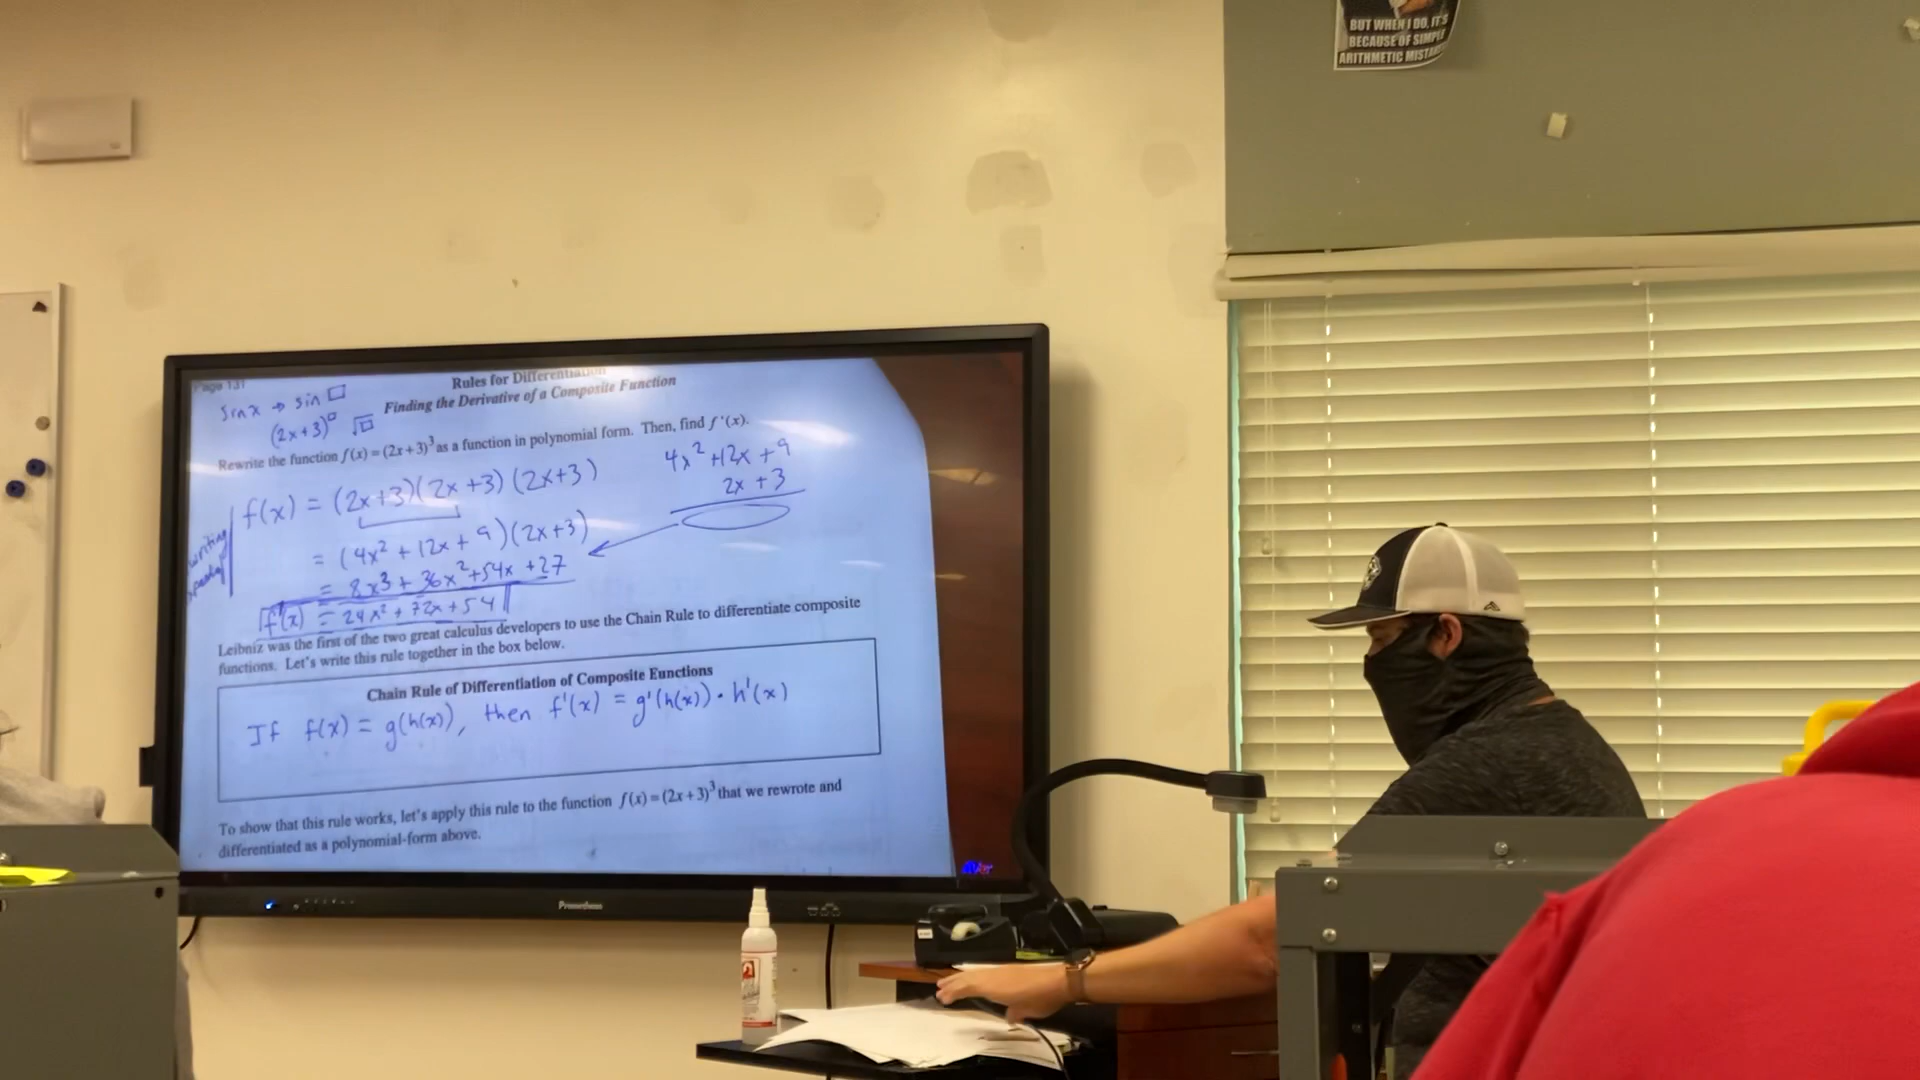 BUT WHEN I DO, IT'S
BECAUSE OF SIMPLE
ARITHMETIC MISTA
Page 131
Rules for Differentiation
Finding the Derivative of a Composite Function
sin x → sin □
(2x+3)^□ √□
Rewrite the function f(x) = (2x+3)³ as a function in polynomial form. Then, find f '(x).
f(x) = (2x+3)(2x+3)(2x+3)
4x² +12x + 9
2x + 3
= (4x² + 12x + 9)(2x+3)
= 8x³ + 36x² + 54x + 27
f'(x) = 24x² + 72x + 54
writing
Leibniz was the first of the two great calculus developers to use the Chain Rule to differentiate composite
functions. Let's write this rule together in the box below.
Chain Rule of Differentiation of Composite Functions
If f(x) = g(h(x)), then f'(x) = g'(h(x)) • h'(x)
To show that this rule works, let's apply this rule to the function f(x) = (2x+3)³ that we rewrote and
differentiated as a polynomial-form above.
AVer
Promethean